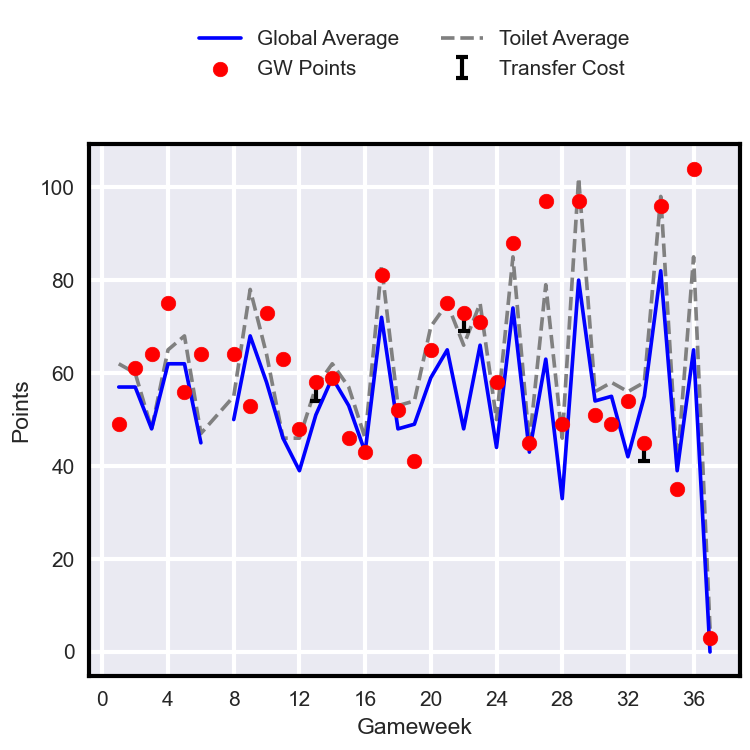 Global Average
GW Points
Toilet Average
Transfer Cost
Points
100
80
60
40
20
0
0 4 8 12 16 20 24 28 32 36
Gameweek